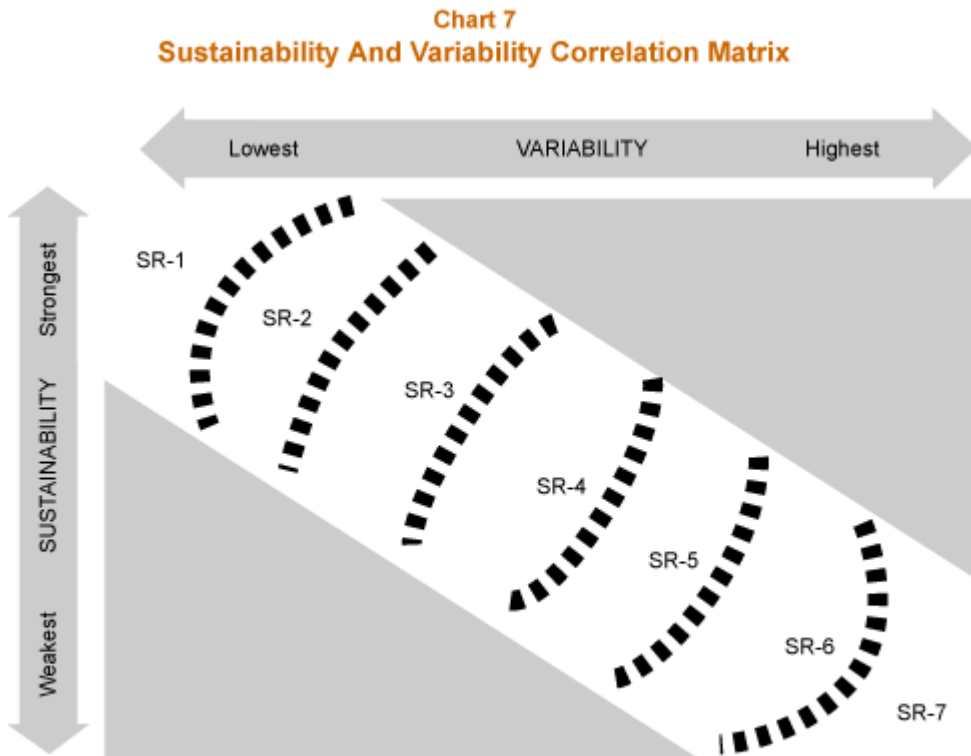 Chart 7
Sustainability And Variability Correlation Matrix
Lowest VARIABILITY Highest
Strongest
SUSTAINABILITY
Weakest
SR-1
SR-2
SR-3
SR-4
SR-5
SR-6
SR-7